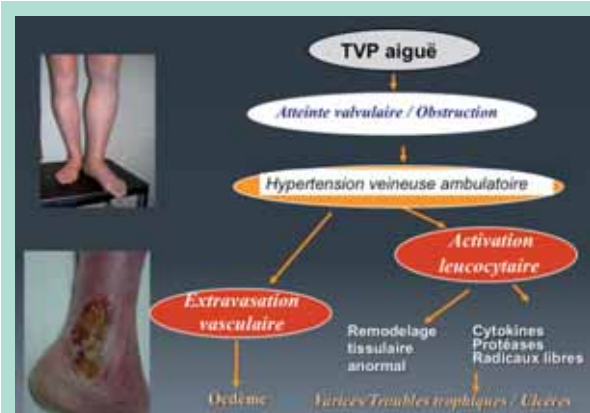 TVP aiguë
Atteinte valvulaire / Obstruction
Hypertension veineuse ambulatoire
Activation
leucocytaire
Extravasation
vasculaire
Remodelage
tissulaire
anormal
Cytokines
Protéases
Radicaux libres
Oedème
Varices/Troubles trophiques / Ulcères